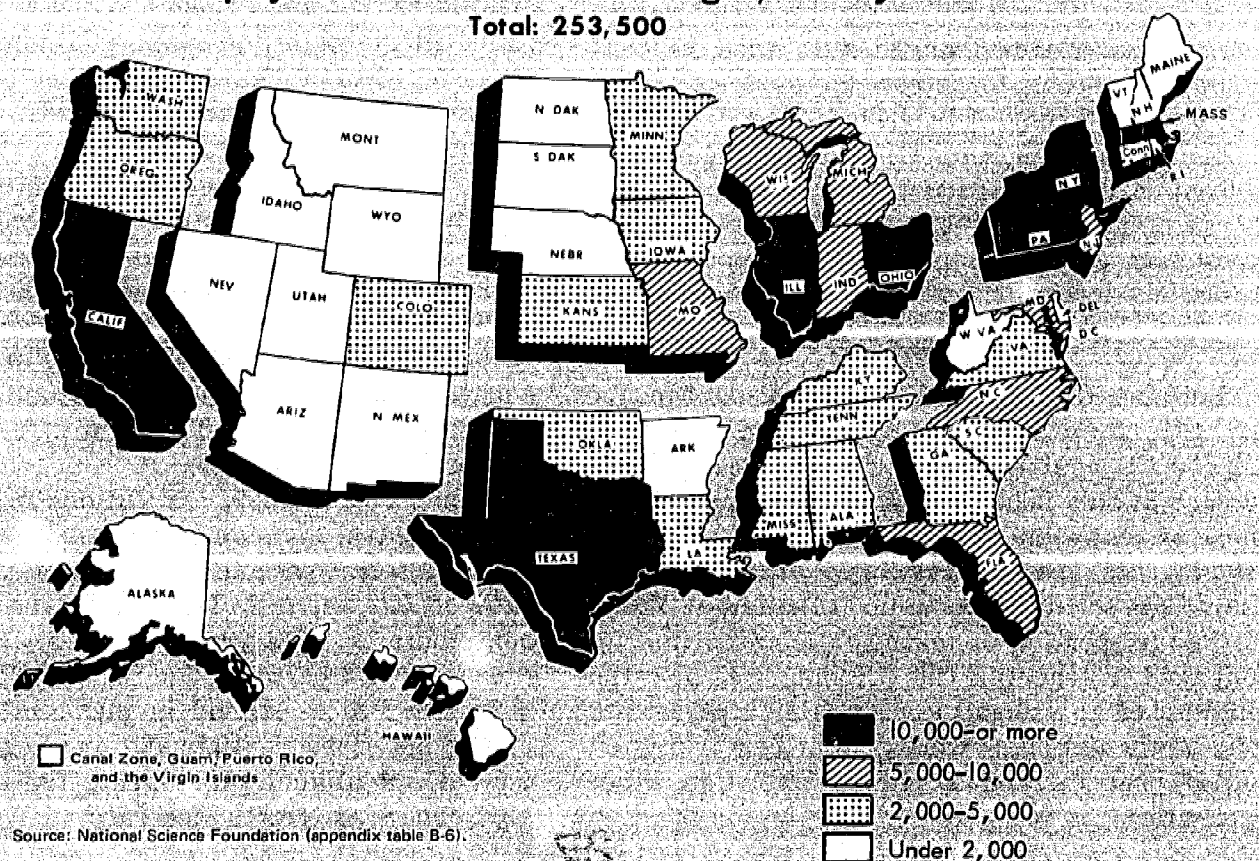 Total: 253,500
WASH
OREG
CALIF
MONT
IDAHO
WYO
NEV
UTAH
COLO
ARIZ
N MEX
N DAK
S DAK
NEBR
KANS
MINN
IOWA
MO
WIS
MICH
ILL
IND
OHIO
MAINE
VT
N H
MASS
Conn
R I
N Y
PA
N J
MD
DEL
D C
W VA
VA
N C
S C
GA
FLA
KY
TENN
MISS
ALA
OKLA
ARK
TEXAS
LA
ALASKA
HAWAII
Canal Zone, Guam, Puerto Rico,
and the Virgin Islands
10,000-or more
5,000-10,000
2,000-5,000
Under 2,000
Source: National Science Foundation (appendix table B-6).